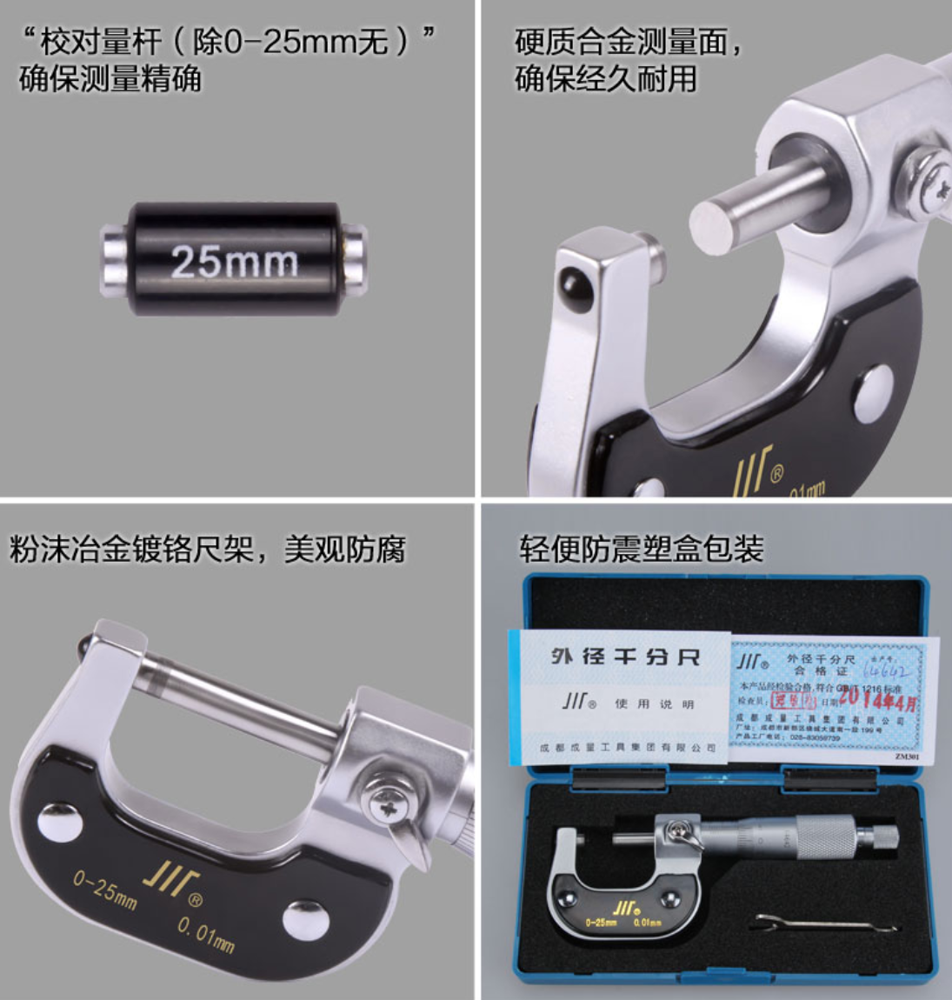 “校对量杆（除0-25mm无）”
确保测量精确
25mm
硬质合金测量面，
确保经久耐用
®
01mm
粉沫冶金镀铬尺架，美观防腐
®
0-25mm
0.01mm
轻便防震塑盒包装
外径千分尺
® 使用说明
成都成量工具集团有限公司
® 外径千分尺
合格证
64642
本产品经检验合格，符合GB/T 1216标准
检查员：
日期 2014年4月
成都成量工具集团有限公司
厂址：成都市新都区蜀城大道南一段199号
产品工厂电话：028-83059739
ZM301
0-25mm 0.01mm